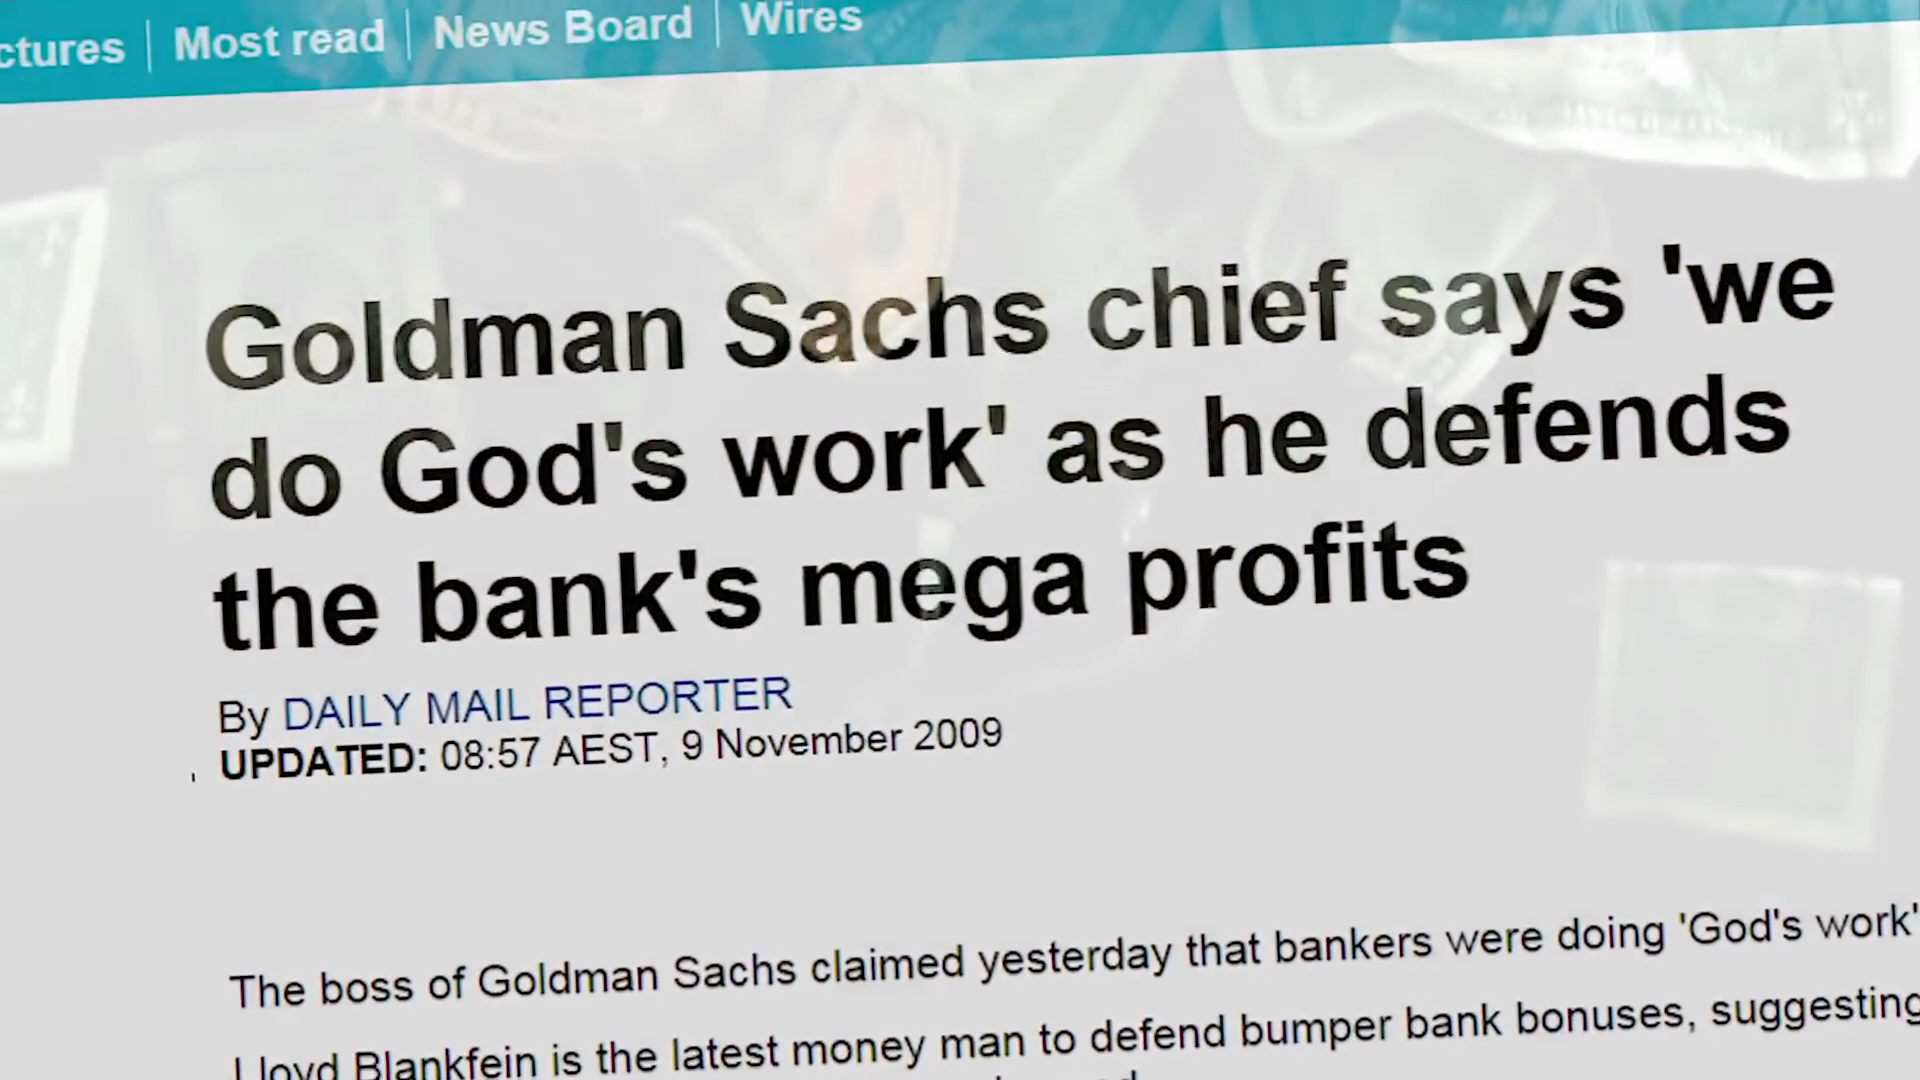 Most read News Board Wires
Goldman Sachs chief says 'we
do God's work' as he defends
the bank's mega profits
By DAILY MAIL REPORTER
UPDATED: 08:57 AEST, 9 November 2009
The boss of Goldman Sachs claimed yesterday that bankers were doing 'God's work'
Lloyd Blankfein is the latest money man to defend bumper bank bonuses, suggesting